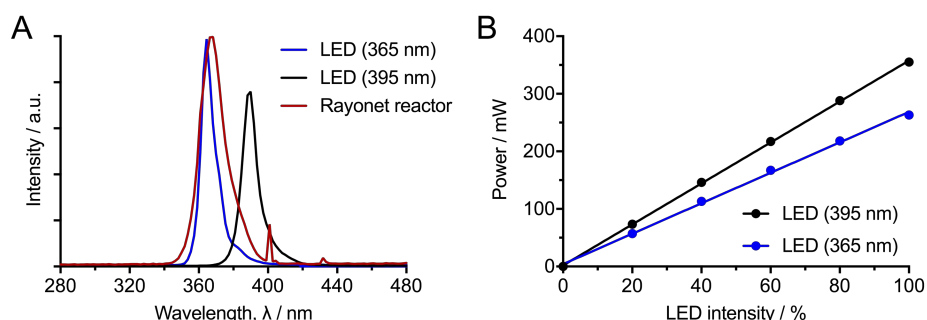 A
LED (365 nm)
LED (395 nm)
Rayonet reactor
Intensity / a.u.
280 320 360 400 440 480
Wavelength, λ / nm
B
400
300
200
100
0
Power / mW
LED (395 nm)
LED (365 nm)
0 20 40 60 80 100
LED intensity / %